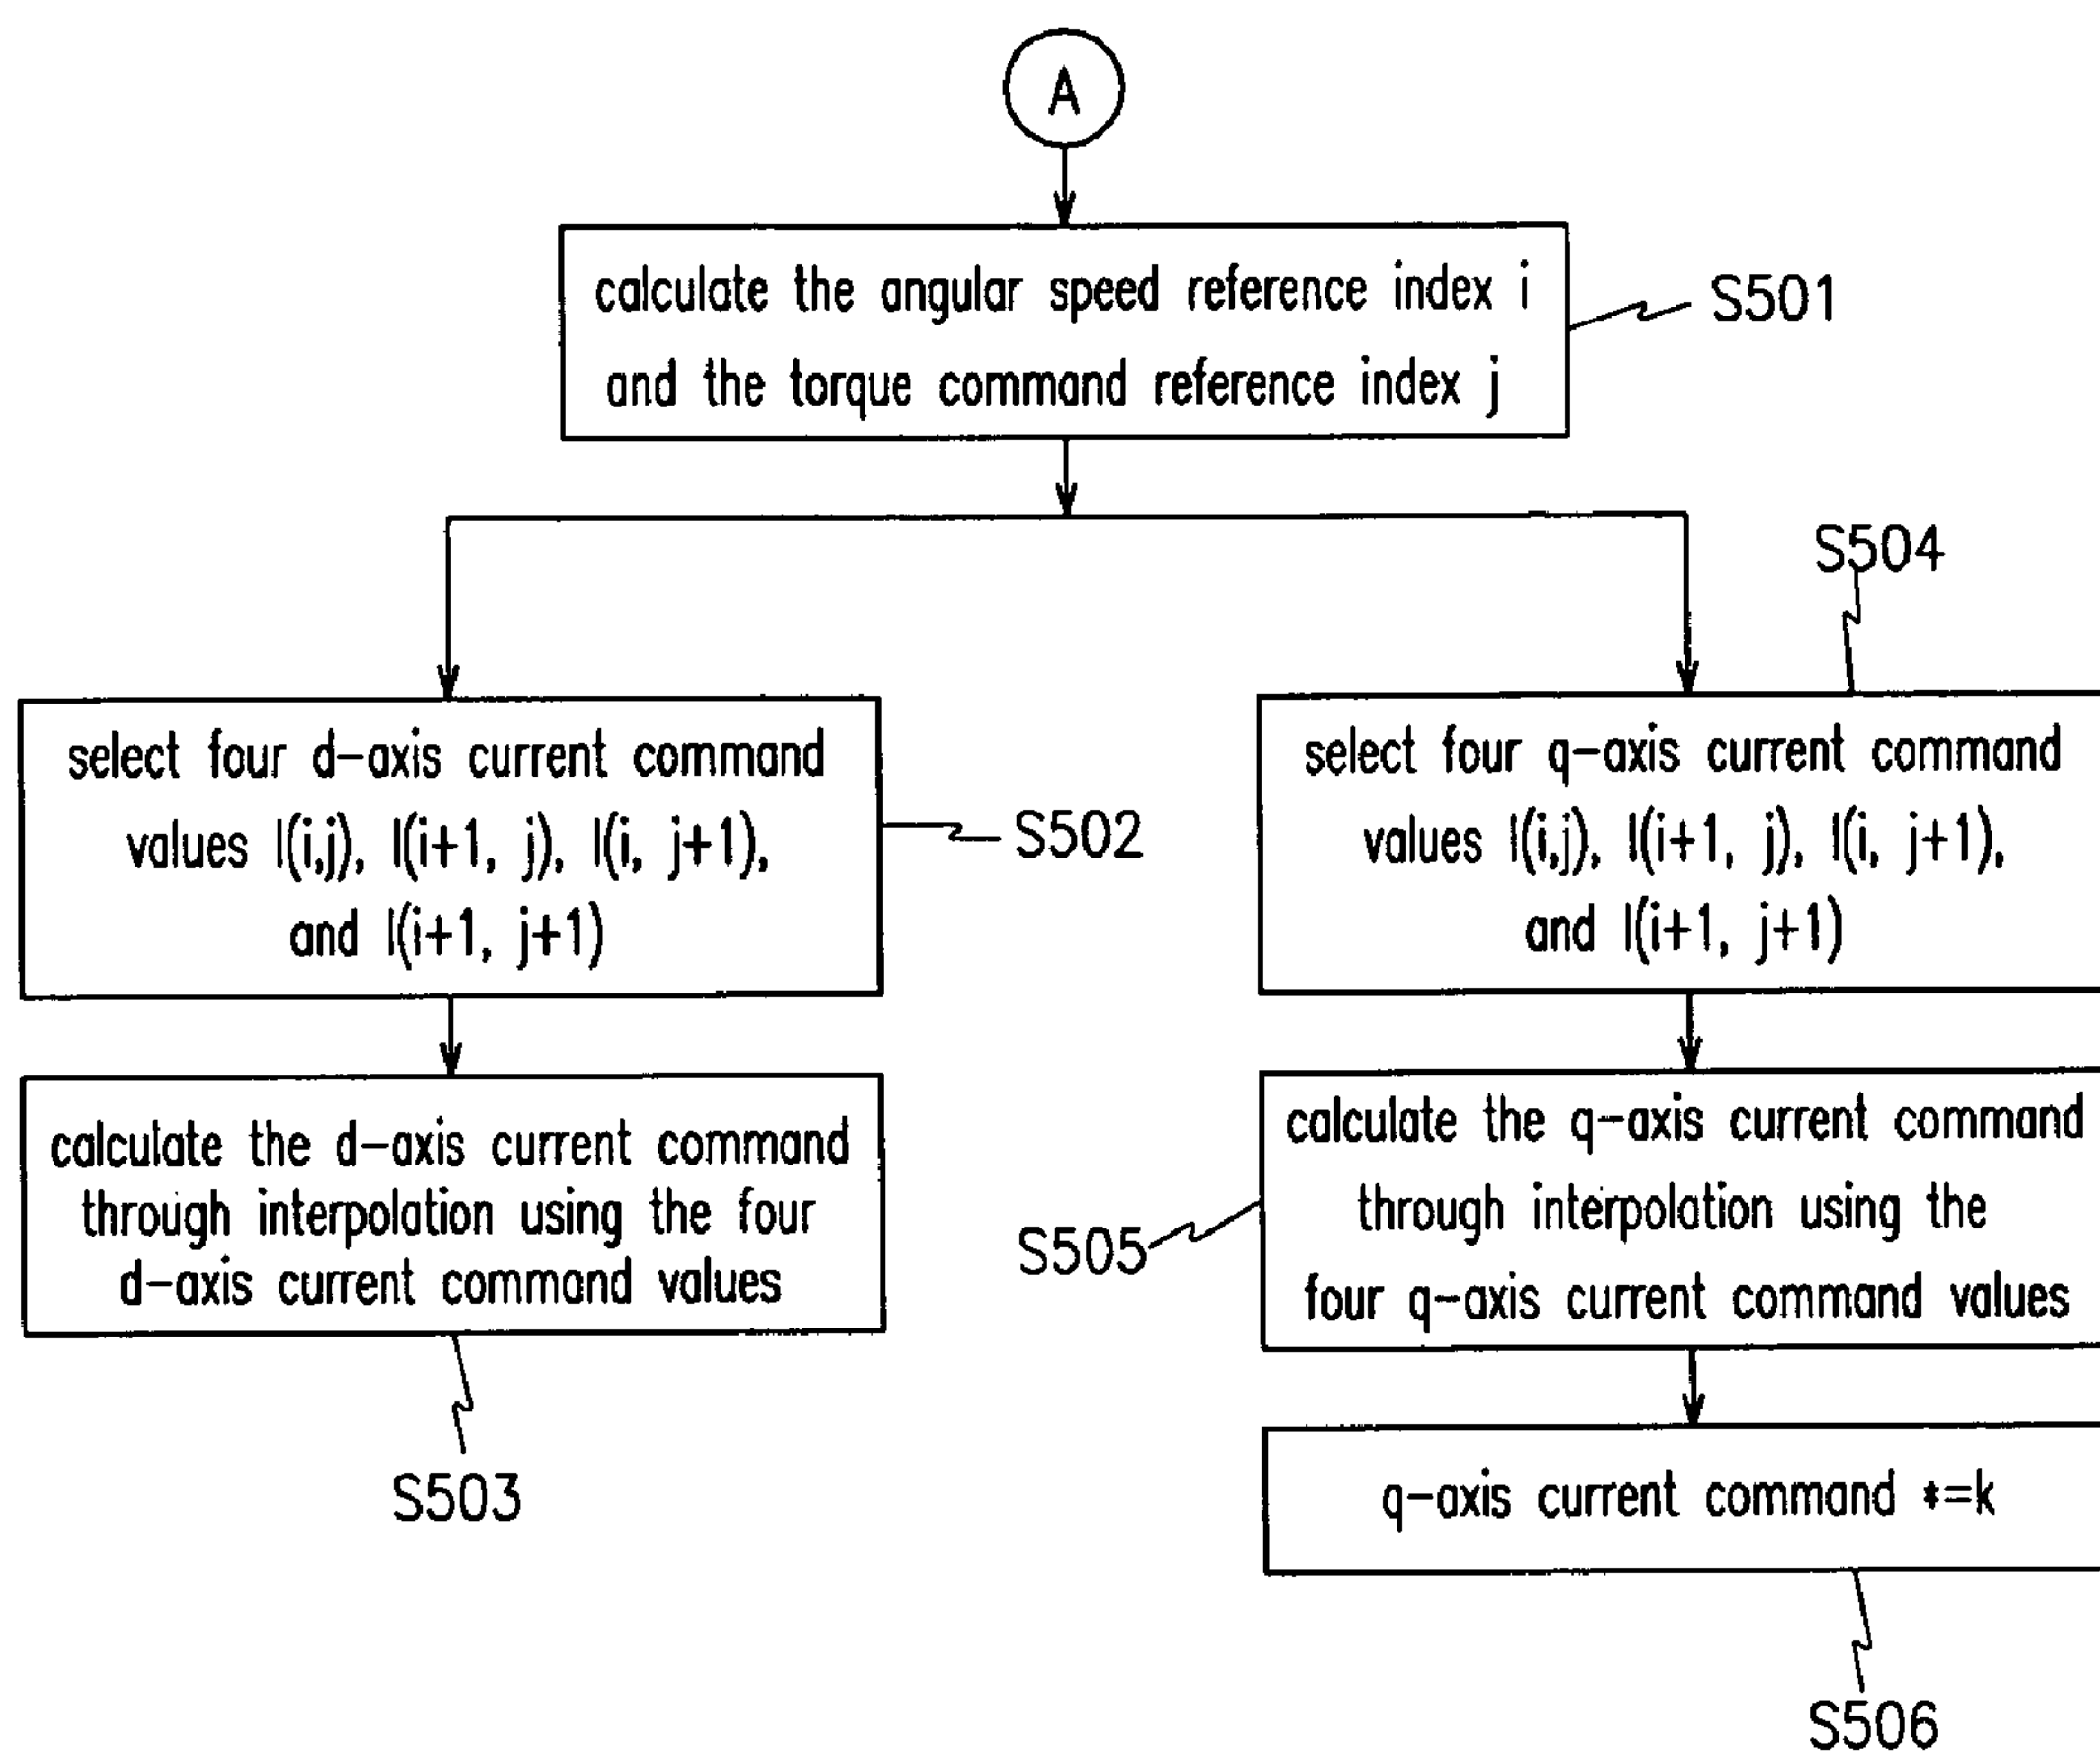 A
calculate the angular speed reference index i
and the torque command reference index j
S501
S504
select four d-axis current command
values I(i,j), I(i+1, j), I(i, j+1),
and I(i+1, j+1)
S502
select four q-axis current command
values I(i,j), I(i+1, j), I(i, j+1),
and I(i+1, j+1)
calculate the d-axis current command
through interpolation using the four
d-axis current command values
S503
calculate the q-axis current command
through interpolation using the
four q-axis current command values
S505
q-axis current command *=k
S506